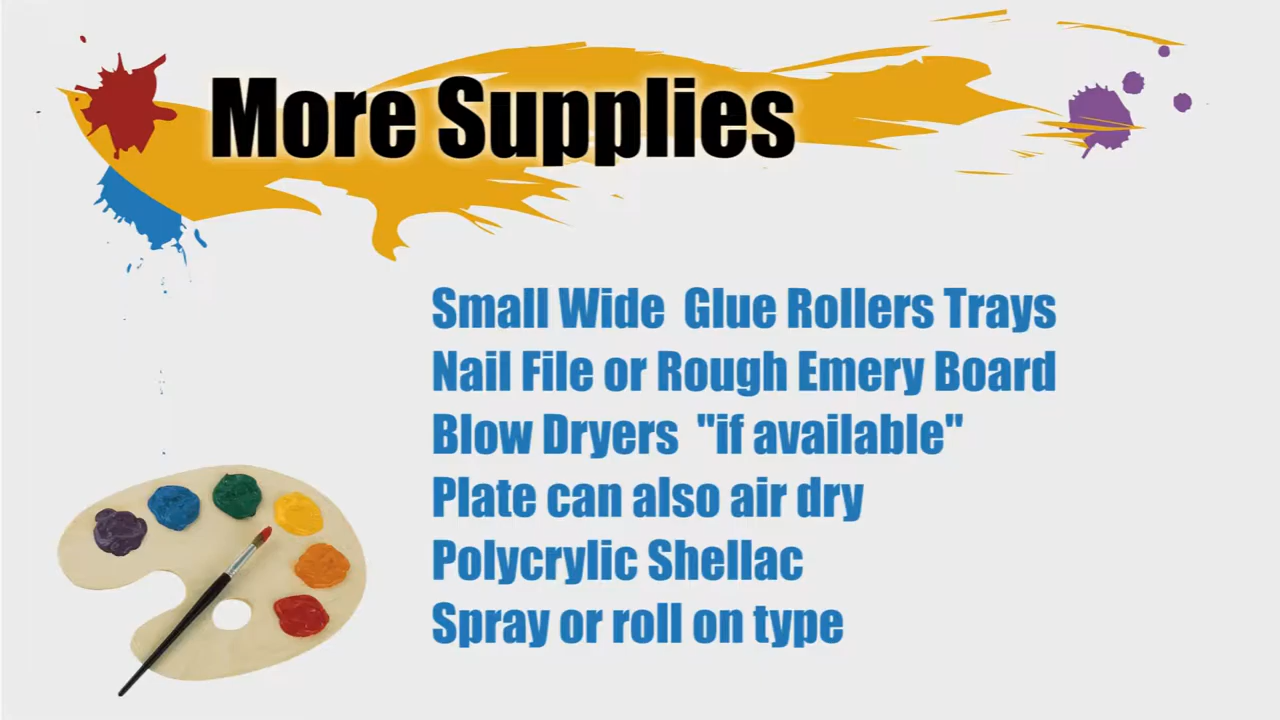 More Supplies
Small Wide  Glue Rollers Trays
Nail File or Rough Emery Board
Blow Dryers  "if available"
Plate can also air dry
Polycrylic Shellac
Spray or roll on type